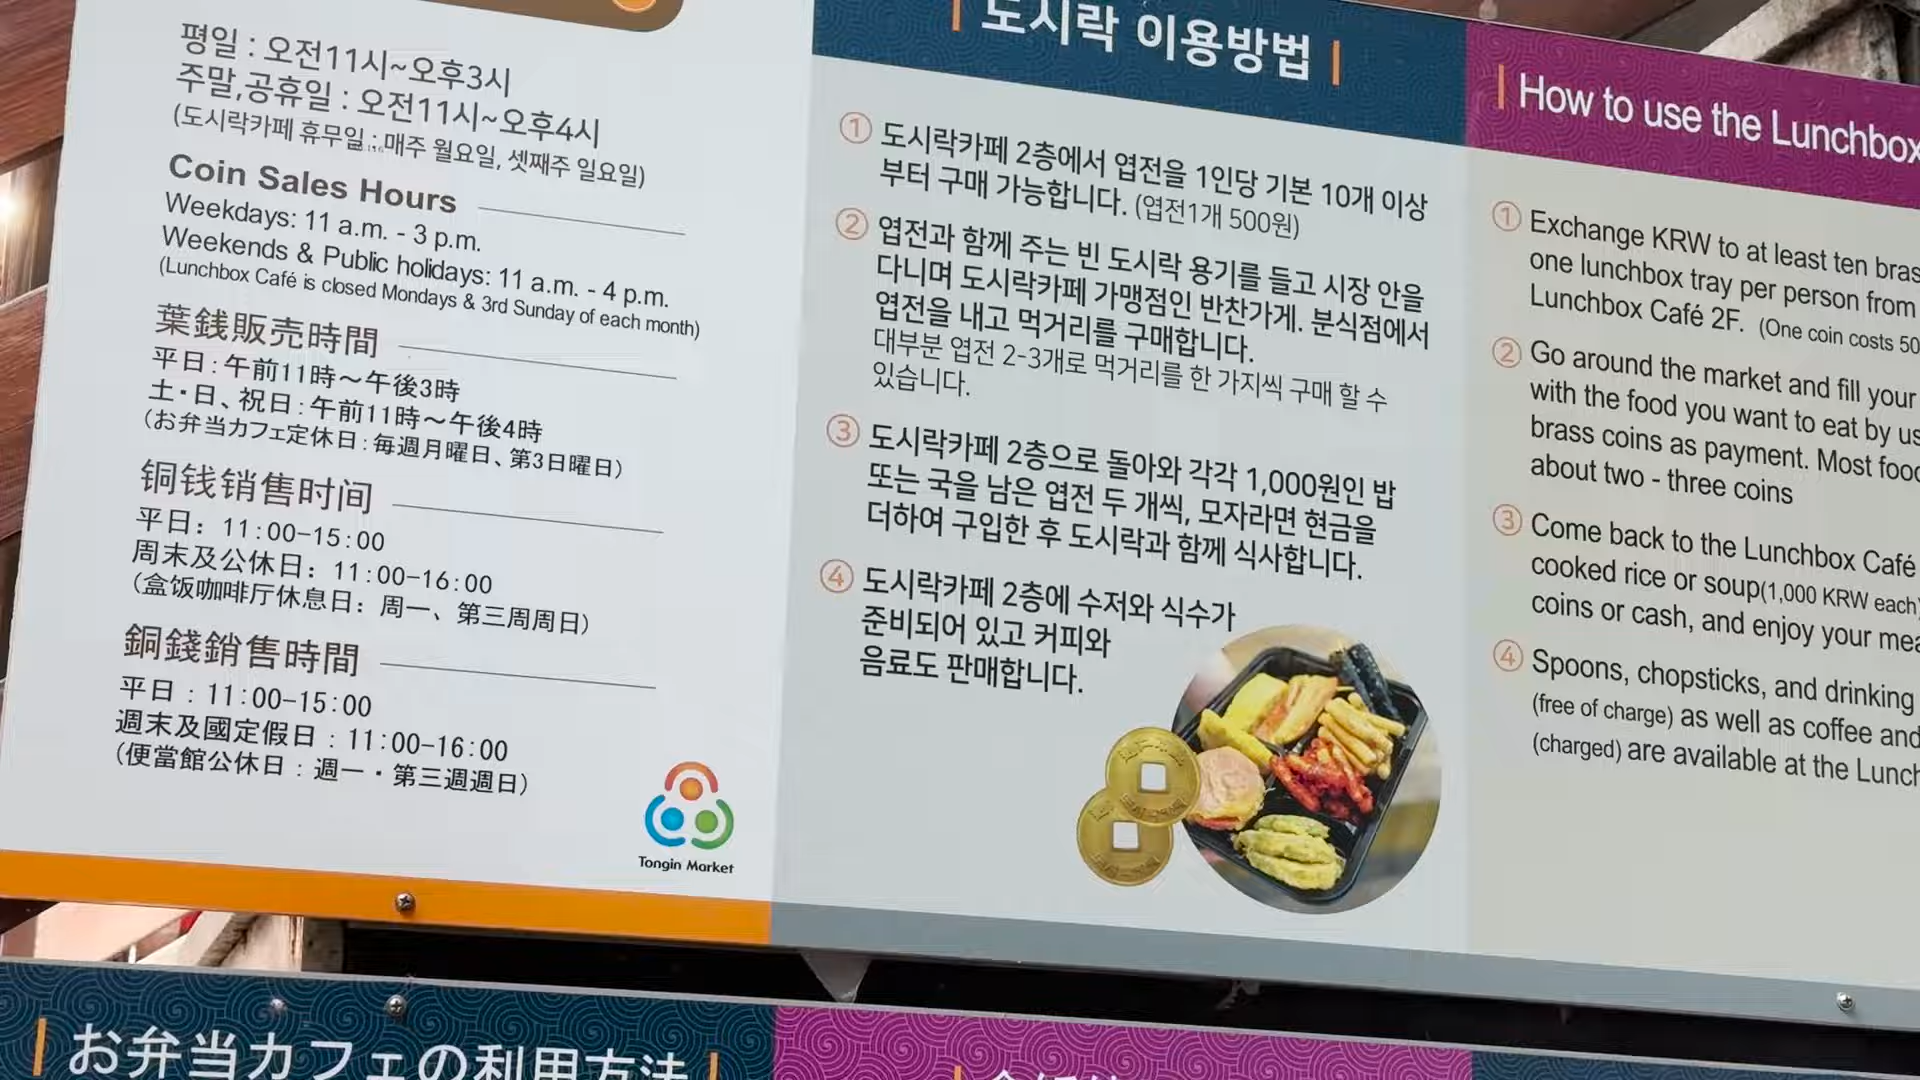 평일 : 오전11시~오후3시
주말,공휴일 : 오전11시~오후4시
(도시락카페 휴무일 : 매주 월요일, 셋째주 일요일)
Coin Sales Hours
Weekdays: 11 a.m. - 3 p.m.
Weekends & Public holidays: 11 a.m. - 4 p.m.
(Lunchbox Café is closed Mondays & 3rd Sunday of each month)
葉銭販売時間
平日 : 午前11時～午後3時
土・日、祝日 : 午前11時～午後4時
(お弁当カフェ定休日 : 毎週月曜日、第3日曜日)
铜钱销售时间
平日: 11:00-15:00
周末及公休日: 11:00-16:00
(盒饭咖啡厅休息日: 周一、第三周周日)
銅錢銷售時間
平日 : 11:00-15:00
週末及國定假日 : 11:00-16:00
(便當館公休日 : 週一・第三週週日)
Tongin Market
도시락 이용방법
① 도시락카페 2층에서 엽전을 1인당 기본 10개 이상
부터 구매 가능합니다. (엽전1개 500원)
② 엽전과 함께 주는 빈 도시락 용기를 들고 시장 안을
다니며 도시락카페 가맹점인 반찬가게. 분식점에서
엽전을 내고 먹거리를 구매합니다.
대부분 엽전 2-3개로 먹거리를 한 가지씩 구매 할 수
있습니다.
③ 도시락카페 2층으로 돌아와 각각 1,000원인 밥
또는 국을 남은 엽전 두 개씩, 모자라면 현금을
더하여 구입한 후 도시락과 함께 식사합니다.
④ 도시락카페 2층에 수저와 식수가
준비되어 있고 커피와
음료도 판매합니다.
How to use the Lunchbox
① Exchange KRW to at least ten
one lunchbox tray per person from
Lunchbox Café 2F. (One coin costs
② Go around the market and fill your
with the food you want to eat by
brass coins as payment. Most
about two - three coins
③ Come back to the Lunchbox Café
cooked rice or soup(1,000 KRW each)
coins or cash, and enjoy your
④ Spoons, chopsticks, and drinking
(free of charge) as well as coffee and
(charged) are available at the
お弁当カフェの利用方法